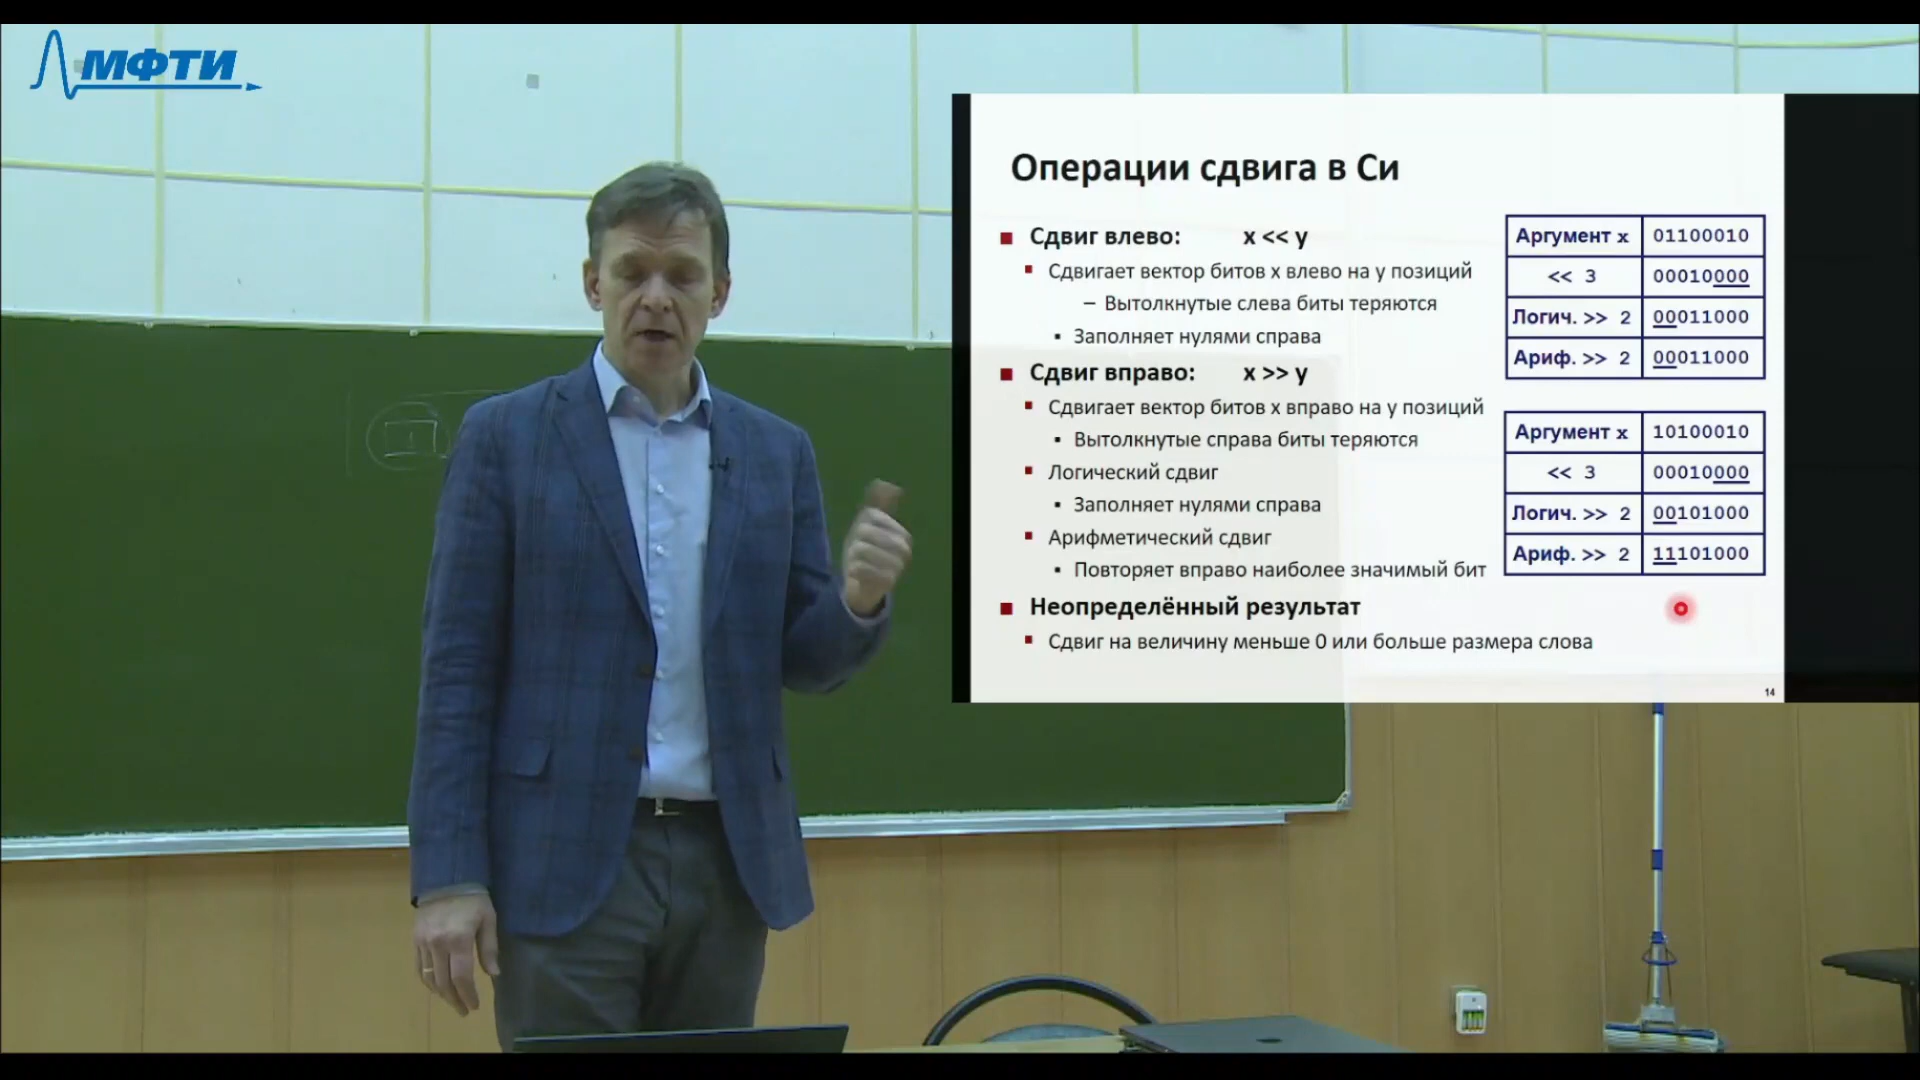 МФТИ
Операции сдвига в Си
Сдвиг влево: x << y
Сдвигает вектор битов x влево на y позиций
– Вытолкнутые слева биты теряются
Заполняет нулями справа
Сдвиг вправо: x >> y
Сдвигает вектор битов x вправо на y позиций
Вытолкнутые справа биты теряются
Логический сдвиг
Заполняет нулями справа
Арифметический сдвиг
Повторяет вправо наиболее значимый бит
Неопределённый результат
Сдвиг на величину меньше 0 или больше размера слова
Аргумент x 01100010
<< 3 00010000
Логич. >> 2 00011000
Ариф. >> 2 00011000
Аргумент x 10100010
<< 3 00010000
Логич. >> 2 00101000
Ариф. >> 2 11101000
14